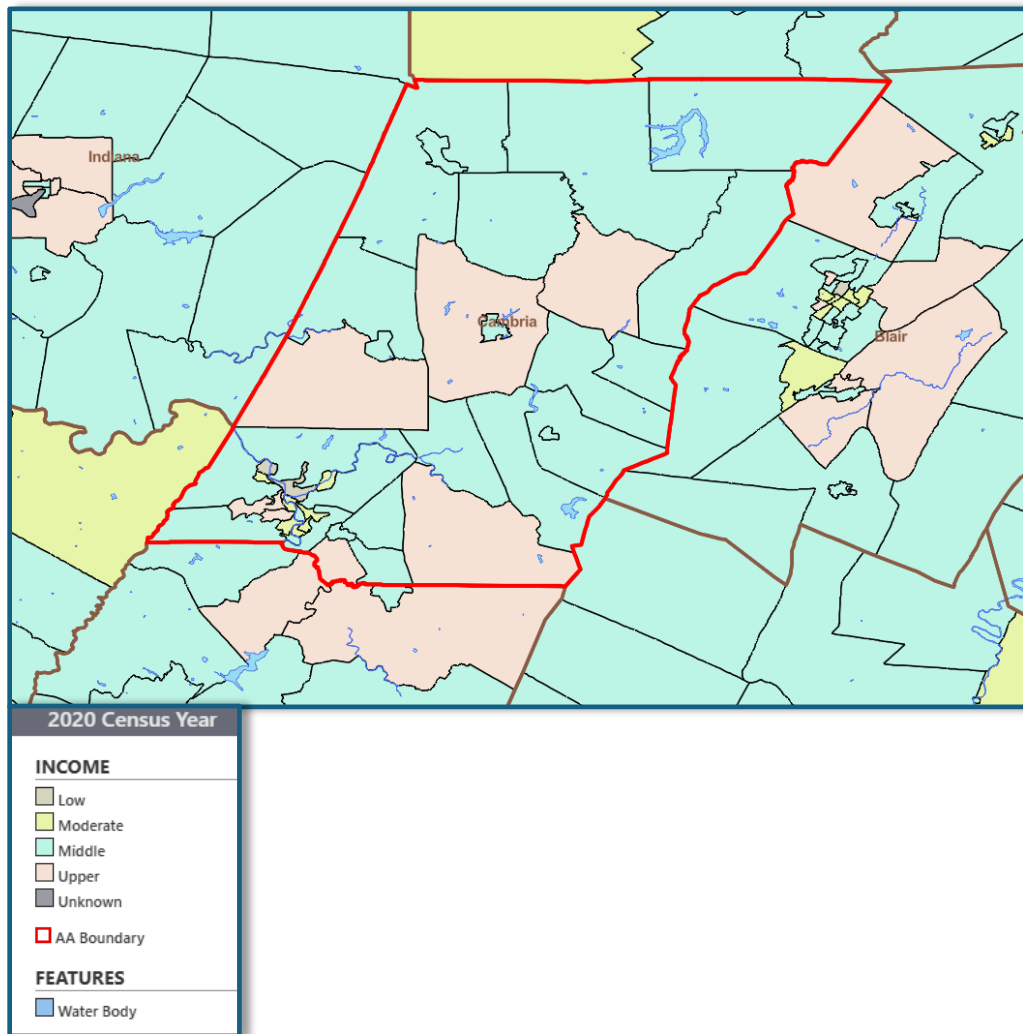 Indiana
Cambria
Blair
2020 Census Year
INCOME
Low
Moderate
Middle
Upper
Unknown
AA Boundary
FEATURES
Water Body